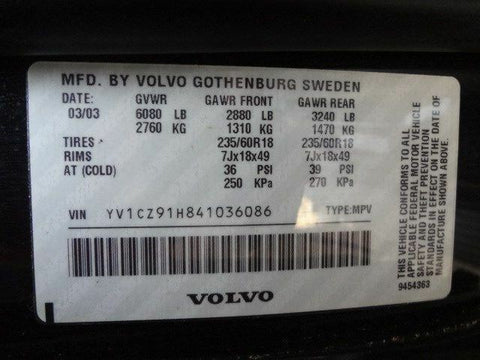 MFD. BY VOLVO GOTHENBURG SWEDEN
DATE: GVWR GAWR FRONT GAWR REAR
03/03 6080 LB 2880 LB 3240 LB
2760 KG 1310 KG 1470 KG
TIRES 235/60R18 235/60R18
RIMS 7Jx18x49 7Jx18x49
AT (COLD) 36 PSI 39 PSI
250 KPa 270 KPa
VIN YV1CZ91H841036086 TYPE:MPV
VOLVO
THIS VEHICLE CONFORMS TO ALL
APPLICABLE FEDERAL MOTOR VEHICLE
SAFETY AND THEFT PREVENTION
STANDARDS IN EFFECT ON THE DATE OF
MANUFACTURE SHOWN ABOVE.
9454363